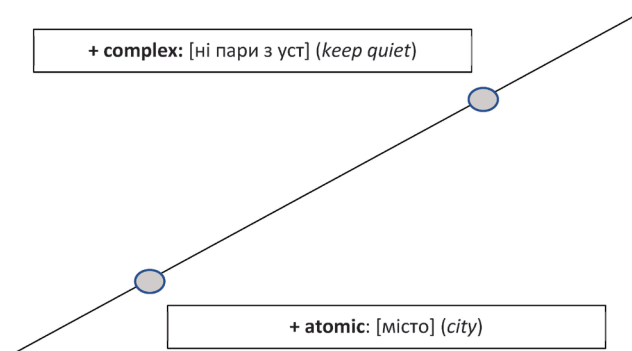 + complex: [ні пари з уст] (keep quiet)
+ atomic: [місто] (city)